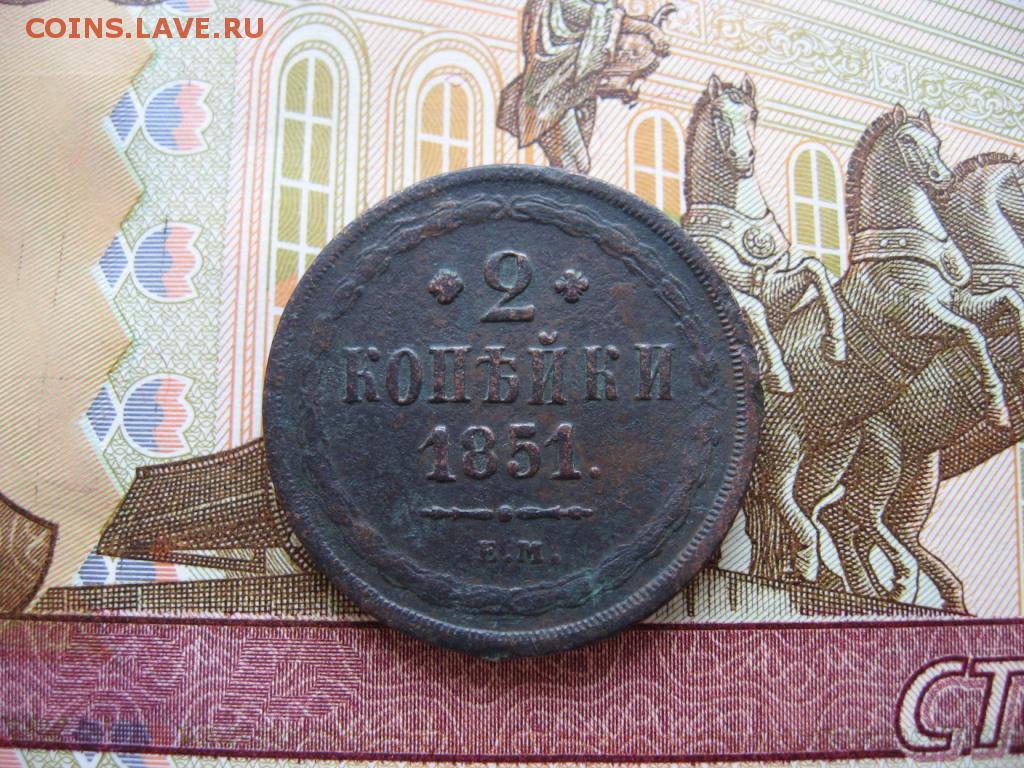 COINS.LAVE.RU
2
КОПѢЙКИ
1851.
Е.М.
СТ